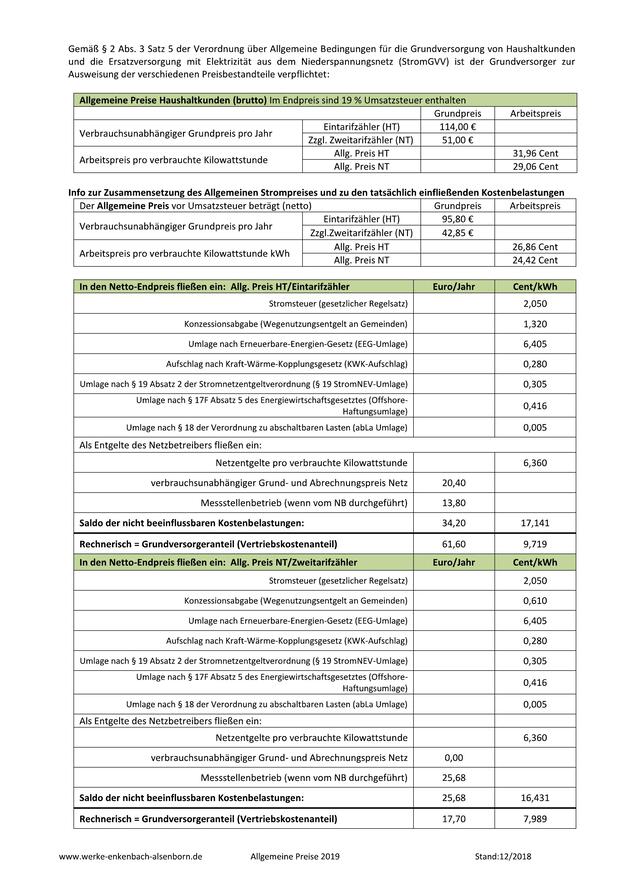 Gemäß § 2 Abs. 3 Satz 5 der Verordnung über Allgemeine Bedingungen für die Grundversorgung von Haushaltkunden
und die Ersatzversorgung mit Elektrizität aus dem Niederspannungsnetz (StromGVV) ist der Grundversorger zur
Ausweisung der verschiedenen Preisbestandteile verpflichtet:
Allgemeine Preise Haushaltkunden (brutto) Im Endpreis sind 19 % Umsatzsteuer enthalten
Grundpreis Arbeitspreis
Verbrauchsunabhängiger Grundpreis pro Jahr
Eintarifzähler (HT) 114,00 €
Zzgl. Zweitarifzähler (NT) 51,00 €
Arbeitspreis pro verbrauchte Kilowattstunde
Allg. Preis HT 31,96 Cent
Allg. Preis NT 29,06 Cent
Info zur Zusammensetzung des Allgemeinen Strompreises und zu den tatsächlich einfließenden Kostenbelastungen
Der Allgemeine Preis vor Umsatzsteuer beträgt (netto) Grundpreis Arbeitspreis
Verbrauchsunabhängiger Grundpreis pro Jahr
Eintarifzähler (HT) 95,80 €
Zzgl.Zweitarifzähler (NT) 42,85 €
Arbeitspreis pro verbrauchte Kilowattstunde kWh
Allg. Preis HT 26,86 Cent
Allg. Preis NT 24,42 Cent
In den Netto-Endpreis fließen ein: Allg. Preis HT/Eintarifzähler Euro/Jahr Cent/kWh
Stromsteuer (gesetzlicher Regelsatz) 2,050
Konzessionsabgabe (Wegenutzungsentgelt an Gemeinden) 1,320
Umlage nach Erneuerbare-Energien-Gesetz (EEG-Umlage) 6,405
Aufschlag nach Kraft-Wärme-Kopplungsgesetz (KWK-Aufschlag) 0,280
Umlage nach § 19 Absatz 2 der Stromnetzentgeltverordnung (§ 19 StromNEV-Umlage) 0,305
Umlage nach § 17F Absatz 5 des Energiewirtschaftsgesetztes (Offshore-
Haftungsumlage) 0,416
Umlage nach § 18 der Verordnung zu abschaltbaren Lasten (abLa Umlage) 0,005
Als Entgelte des Netzbetreibers fließen ein:
Netzentgelte pro verbrauchte Kilowattstunde 6,360
verbrauchsunabhängiger Grund- und Abrechnungspreis Netz 20,40
Messstellenbetrieb (wenn vom NB durchgeführt) 13,80
Saldo der nicht beeinflussbaren Kostenbelastungen: 34,20 17,141
Rechnerisch = Grundversorgeranteil (Vertriebskostenanteil) 61,60 9,719
In den Netto-Endpreis fließen ein: Allg. Preis NT/Zweitarifzähler Euro/Jahr Cent/kWh
Stromsteuer (gesetzlicher Regelsatz) 2,050
Konzessionsabgabe (Wegenutzungsentgelt an Gemeinden) 0,610
Umlage nach Erneuerbare-Energien-Gesetz (EEG-Umlage) 6,405
Aufschlag nach Kraft-Wärme-Kopplungsgesetz (KWK-Aufschlag) 0,280
Umlage nach § 19 Absatz 2 der Stromnetzentgeltverordnung (§ 19 StromNEV-Umlage) 0,305
Umlage nach § 17F Absatz 5 des Energiewirtschaftsgesetztes (Offshore-
Haftungsumlage) 0,416
Umlage nach § 18 der Verordnung zu abschaltbaren Lasten (abLa Umlage) 0,005
Als Entgelte des Netzbetreibers fließen ein:
Netzentgelte pro verbrauchte Kilowattstunde 6,360
verbrauchsunabhängiger Grund- und Abrechnungspreis Netz 0,00
Messstellenbetrieb (wenn vom NB durchgeführt) 25,68
Saldo der nicht beeinflussbaren Kostenbelastungen: 25,68 16,431
Rechnerisch = Grundversorgeranteil (Vertriebskostenanteil) 17,70 7,989
www.werke-enkenbach-alsenborn.de Allgemeine Preise 2019 Stand:12/2018